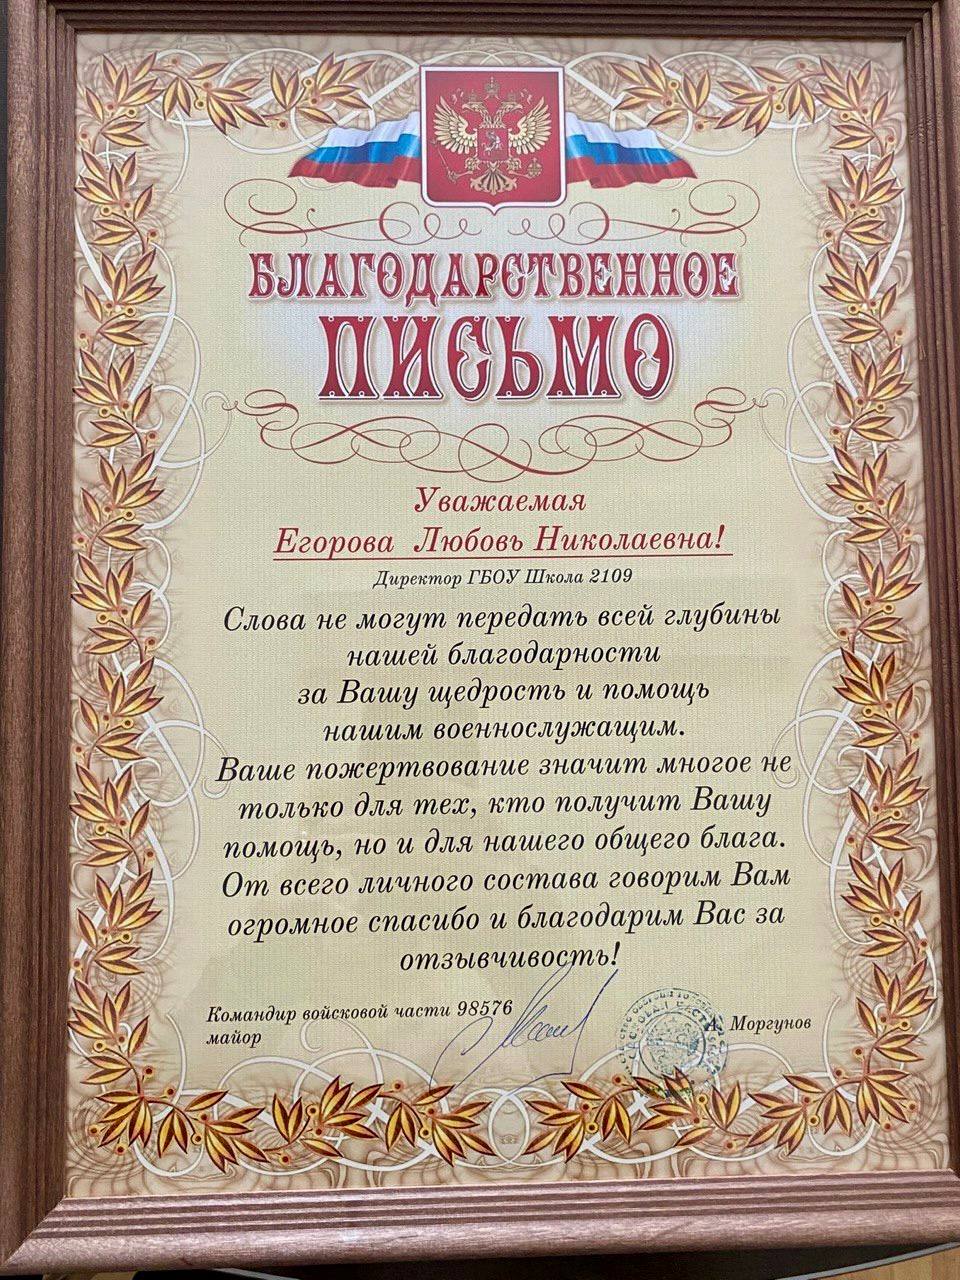 БЛАГОДАРСТВЕННОЕ
ПИСЬМО
Уважаемая
Егорова Любовь Николаевна!
Директор ГБОУ Школа 2109
Слова не могут передать всей глубины
нашей благодарности
за Вашу щедрость и помощь
нашим военнослужащим.
Ваше пожертвование значит многое не
только для тех, кто получит Вашу
помощь, но и для нашего общего блага.
От всего личного состава говорим Вам
огромное спасибо и благодарим Вас за
отзывчивость!
Командир войсковой части 98576
майор
А. Моргунов